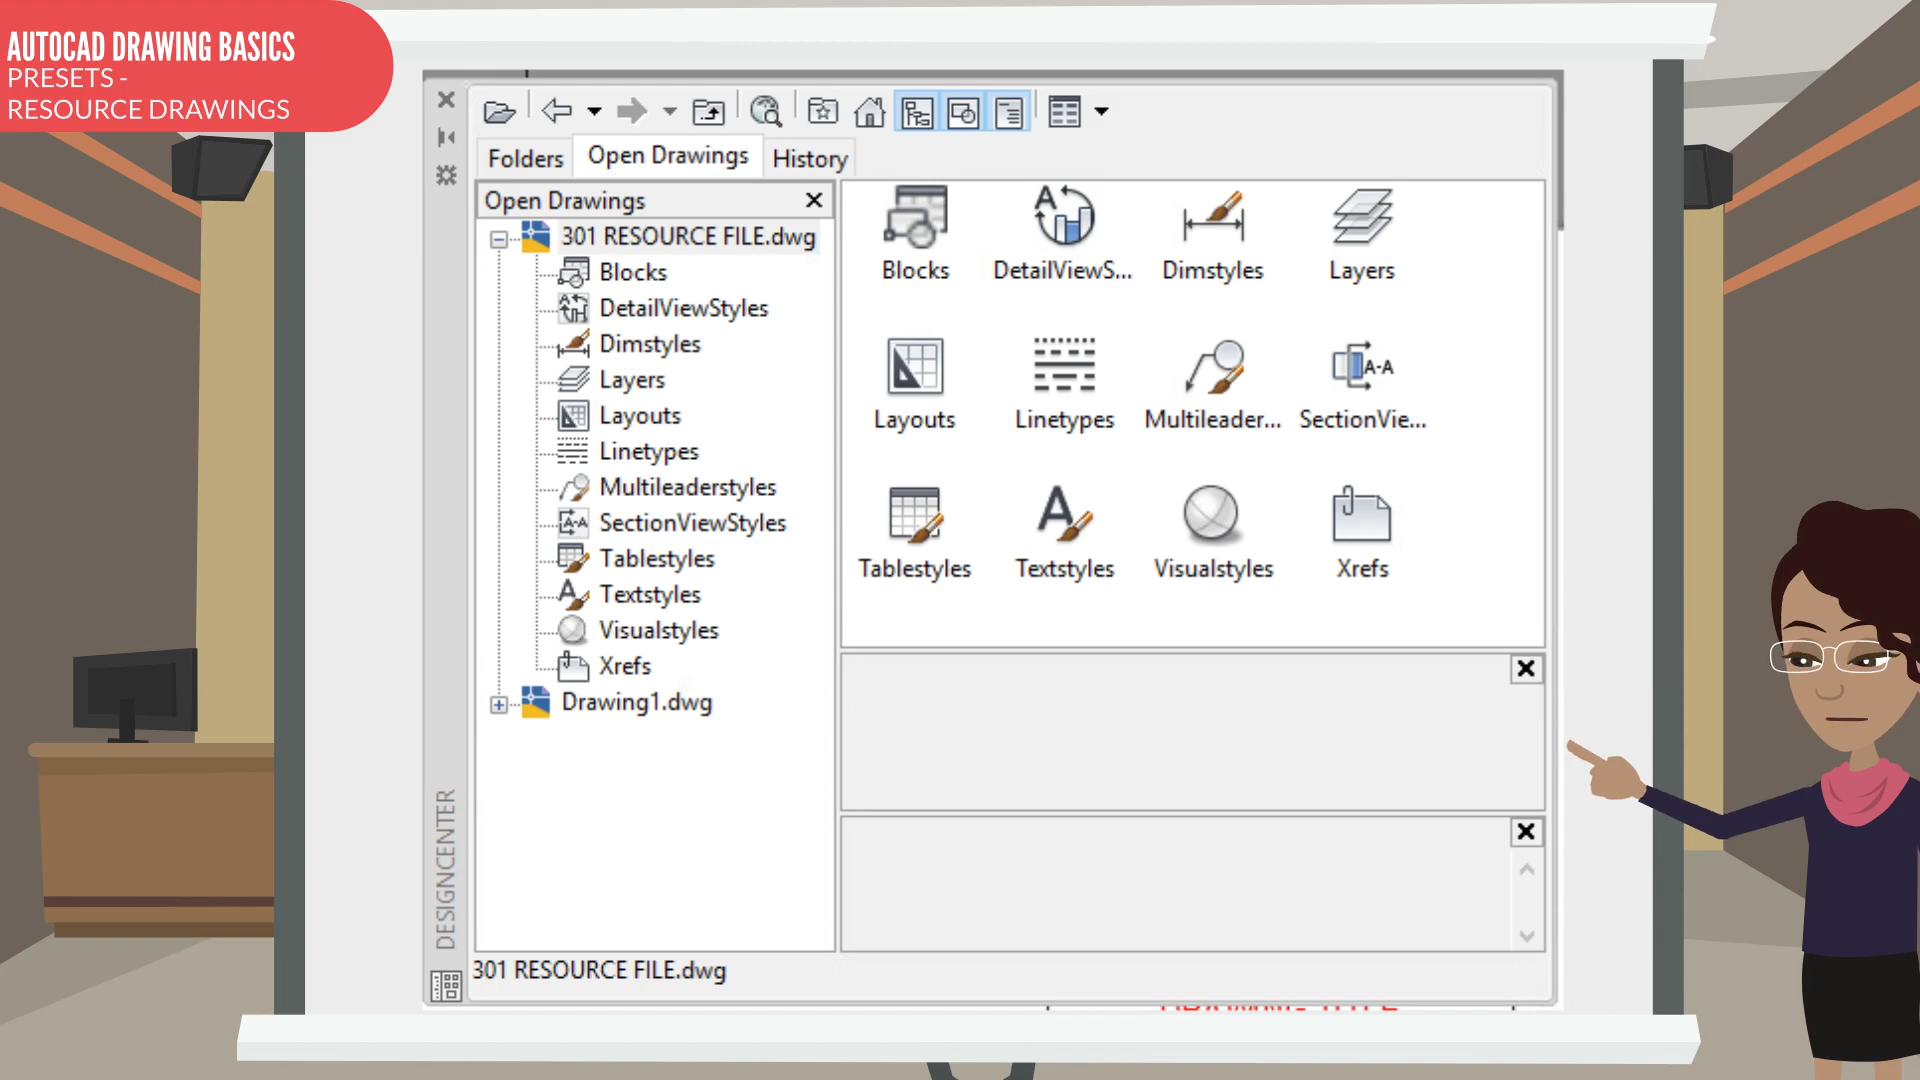 AUTOCAD DRAWING BASICS
PRESETS -
RESOURCE DRAWINGS
Folders
Open Drawings
History
Open Drawings
301 RESOURCE FILE.dwg
Blocks
DetailViewStyles
Dimstyles
Layers
Layouts
Linetypes
Multileaderstyles
SectionViewStyles
Tablestyles
Textstyles
Visualstyles
Xrefs
Drawing1.dwg
Blocks
DetailViewS...
Dimstyles
Layers
Layouts
Linetypes
Multileader...
SectionVie...
Tablestyles
Textstyles
Visualstyles
Xrefs
DESIGNCENTER
301 RESOURCE FILE.dwg